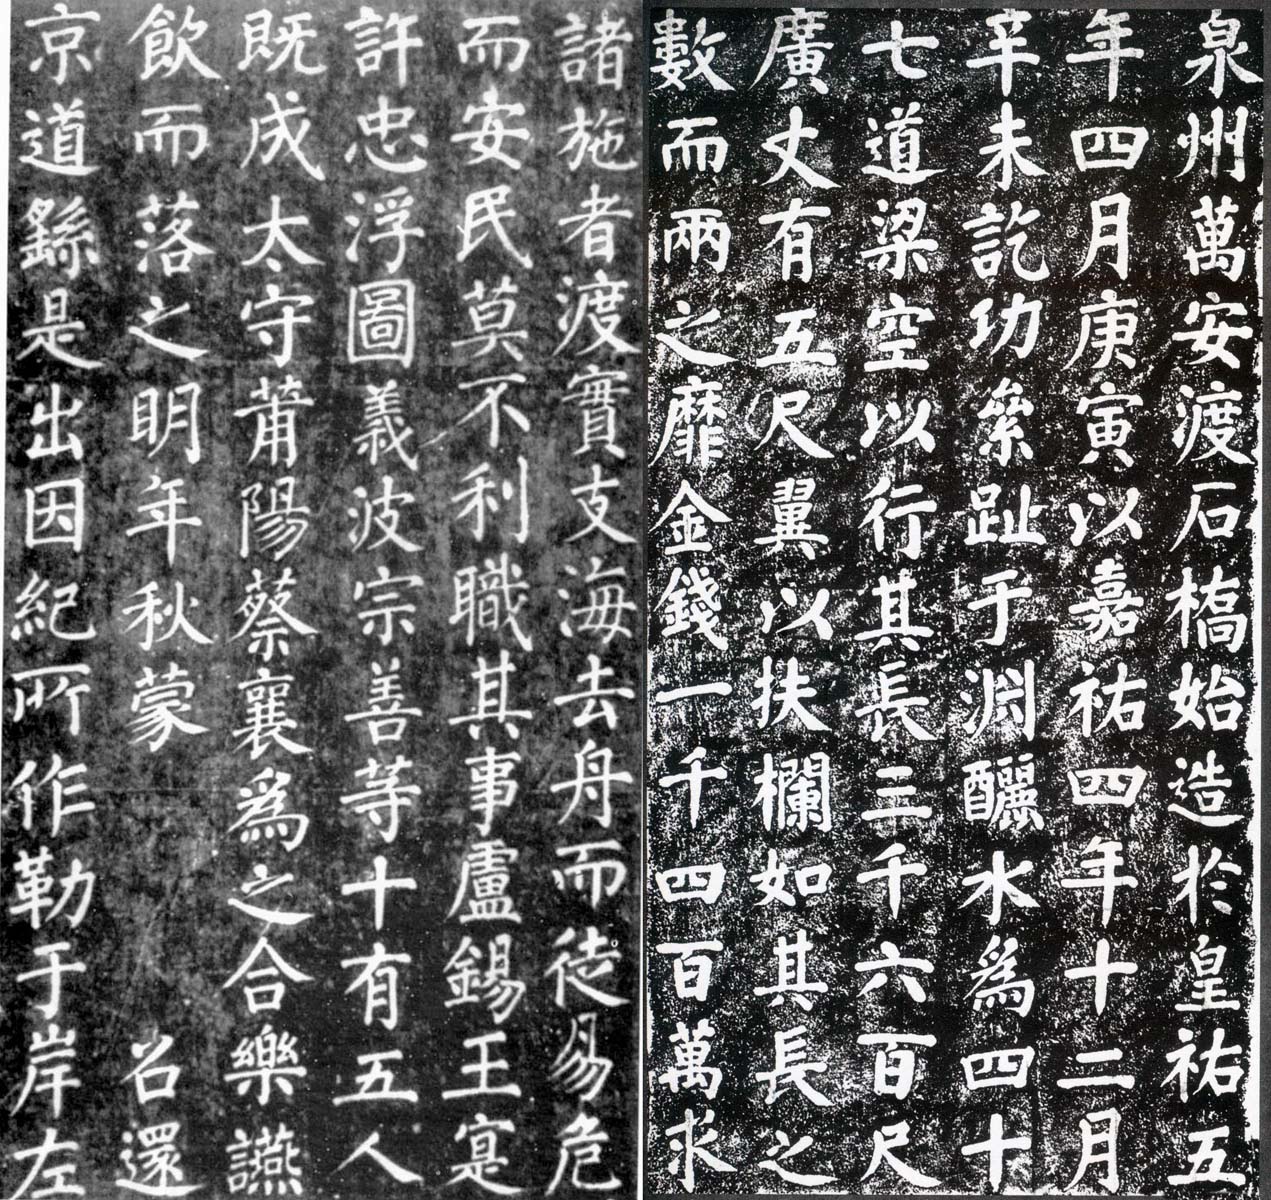 泉州萬安渡石橋始造於皇祐五
年四月庚寅以嘉祐四年十二月
辛未訖功絫趾于淵釃水為四十
七道梁空以行其長三千六百尺
廣丈有五尺翼以扶欄如其長之
數而兩之靡金錢一千四百萬求
諸施者渡實支海去舟而徒易危
而安民莫不利職其事盧錫王寔
許忠浮圖義波宗善等十有五人
既成太守莆陽蔡襄為之合樂讌
飲而落之明年秋蒙召還
京道繇是出因紀所作勒于岸左